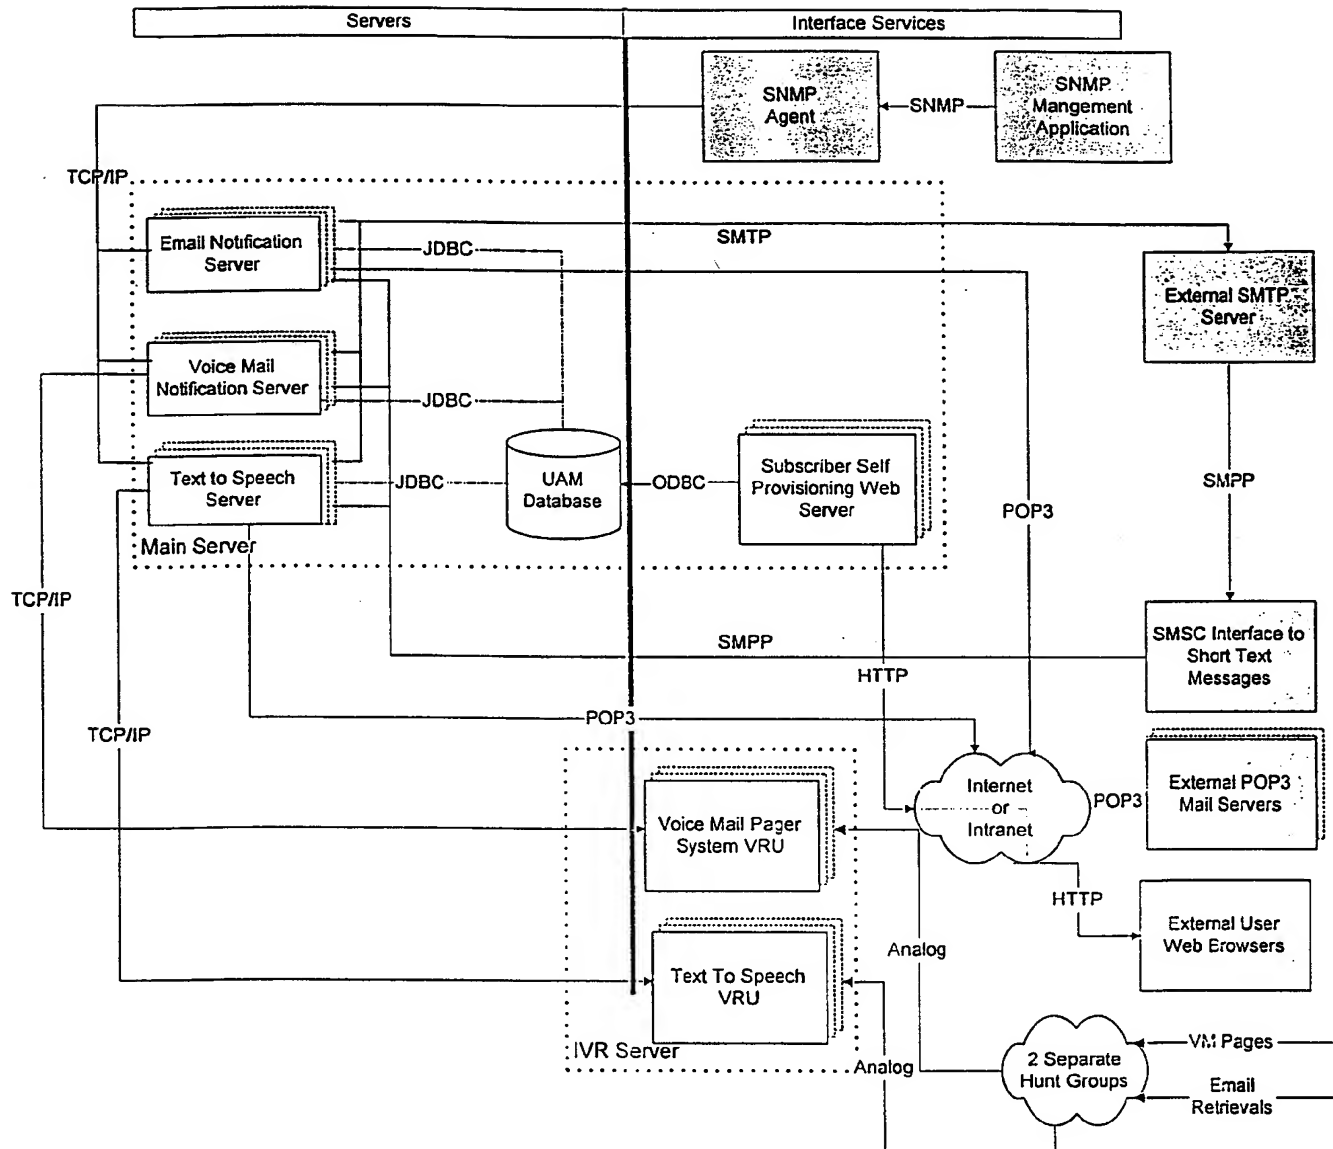 Servers
Interface Services
SNMP
Agent
SNMP
SNMP
Mangement
Application
TCP/IP
Email Notification
Server
JDBC
SMTP
External SMTP
Server
Voice Mail
Notification Server
JDBC
Text to Speech
Server
JDBC
UAM
Database
ODBC
Subscriber Self
Provisioning Web
Server
POP3
SMPP
Main Server
TCP/IP
SMPP
HTTP
SMSC Interface to
Short Text
Messages
POP3
TCP/IP
Voice Mail Pager
System VRU
Internet
or
Intranet
POP3
External POP3
Mail Servers
HTTP
External User
Web Browsers
Analog
Text To Speech
VRU
IVR Server
Analog
2 Separate
Hunt Groups
VM Pages
Email
Retrievals